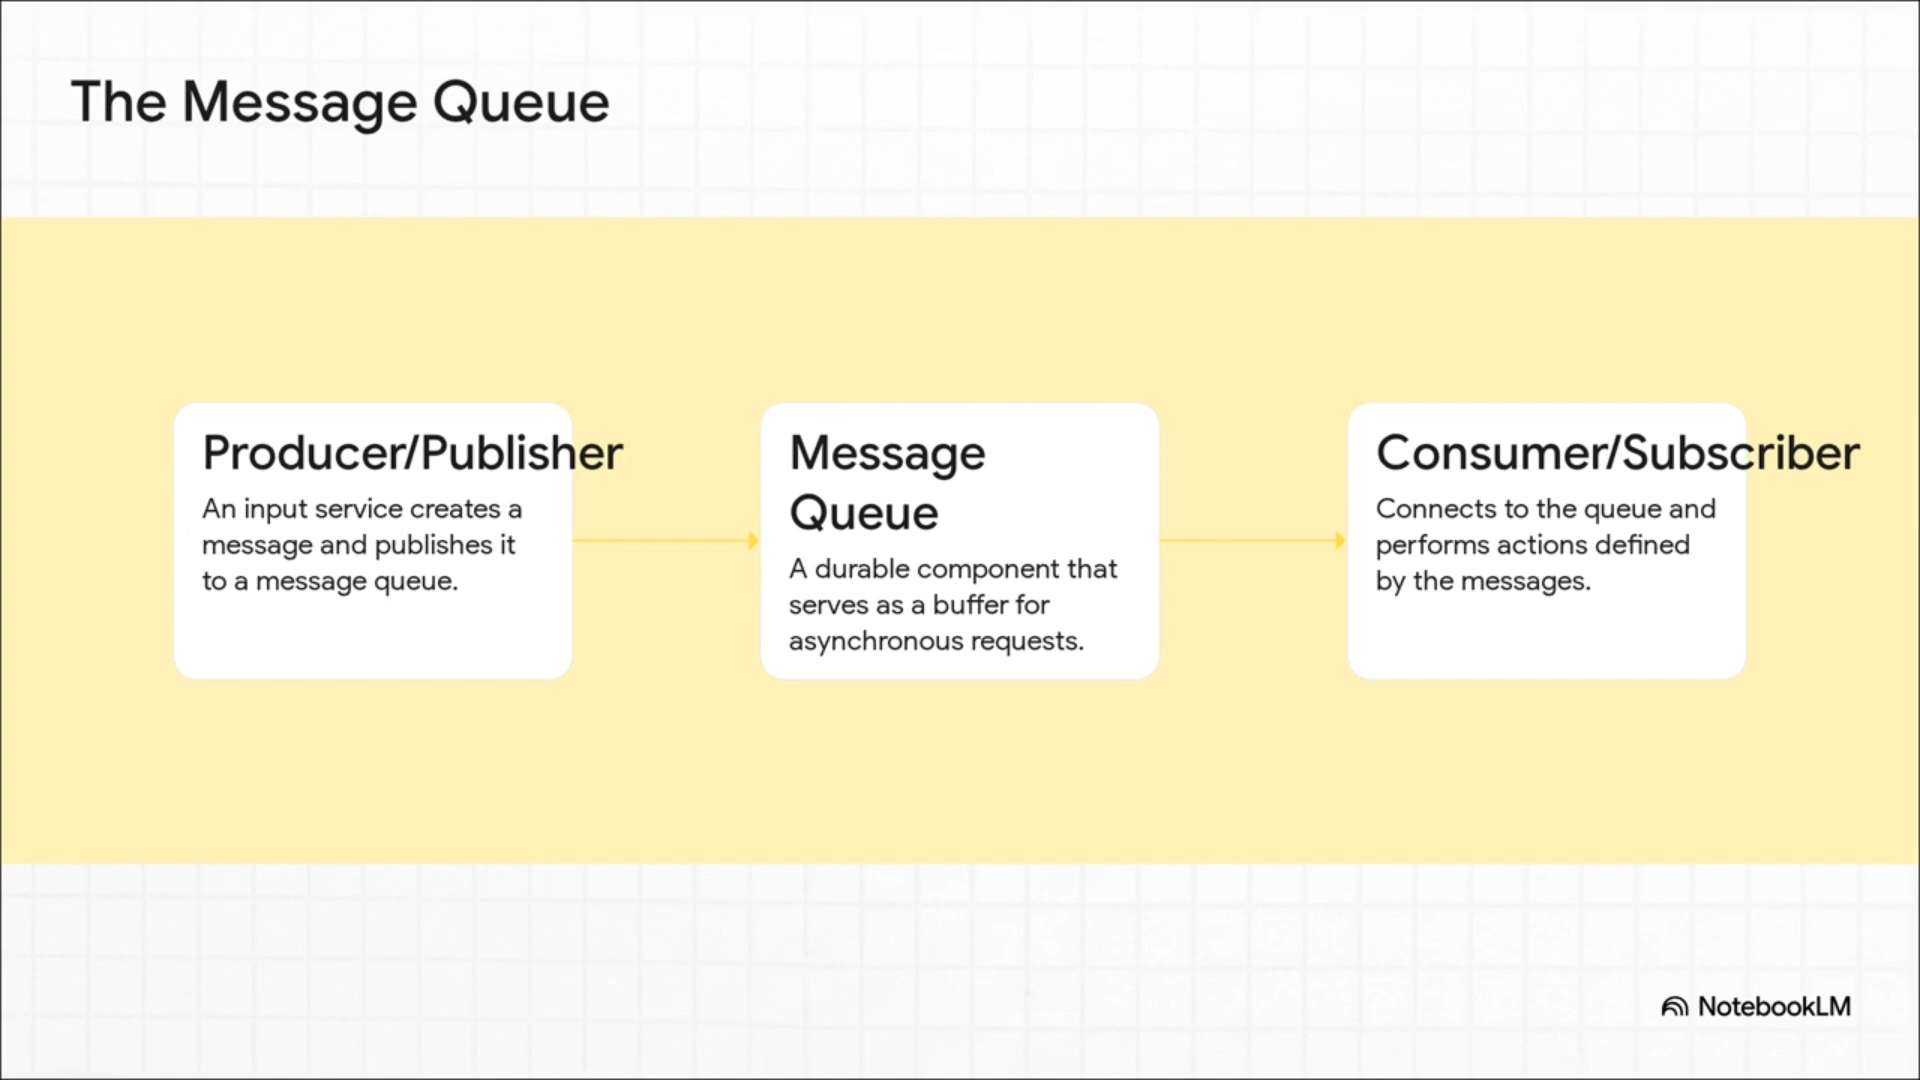 The Message Queue
Producer/Publisher
An input service creates a
message and publishes it
to a message queue.
Message
Queue
A durable component that
serves as a buffer for
asynchronous requests.
Consumer/Subscriber
Connects to the queue and
performs actions defined
by the messages.
NotebookLM